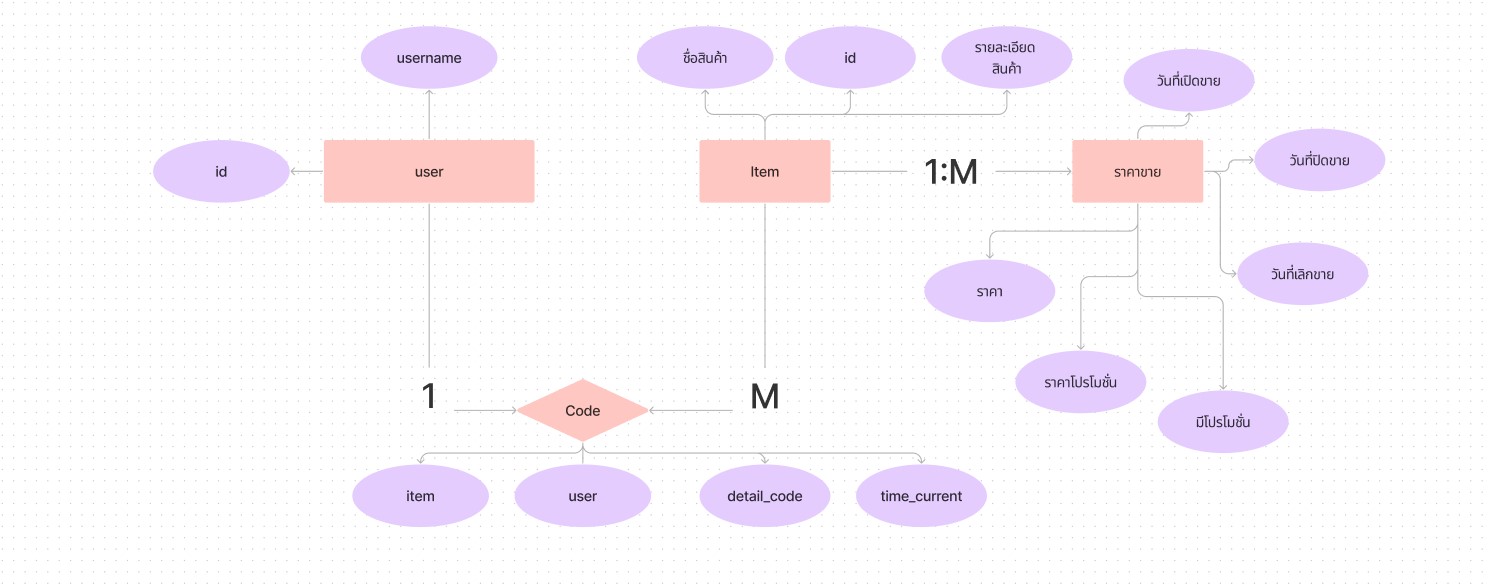 username
ชื่อสินค้า
id
รายละเอียด
สินค้า
วันที่เปิดขาย
id
user
Item
1:M
ราคาขาย
วันที่ปิดขาย
วันที่เลิกขาย
ราคา
ราคาโปรโมชั่น
มีโปรโมชั่น
1
Code
M
item
user
detail_code
time_current